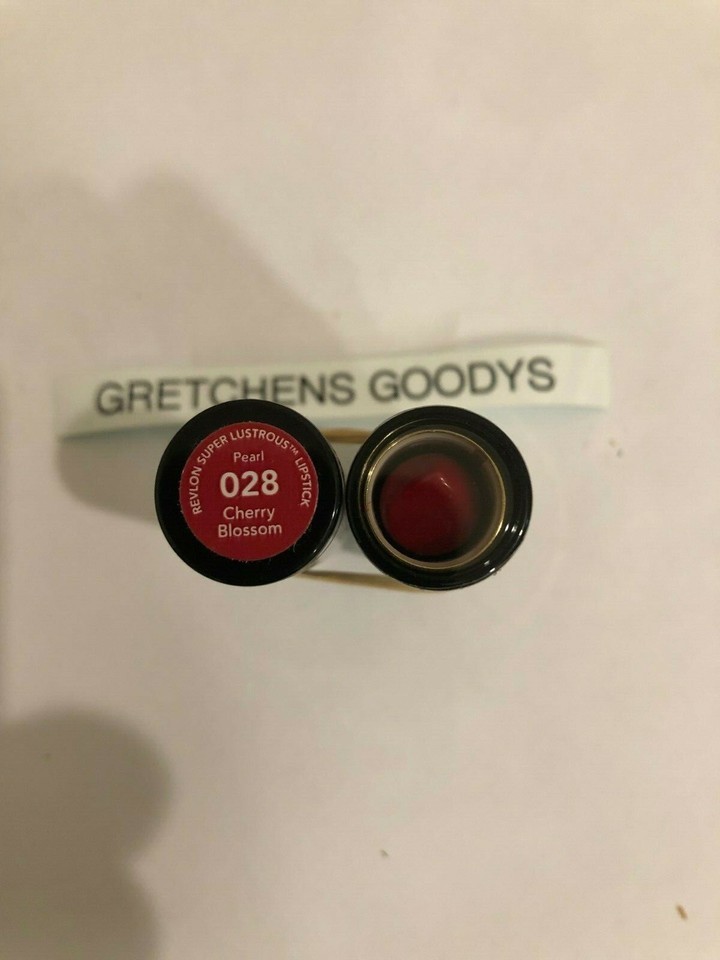 GRETCHENS GOODYS
REVLON SUPER LUSTROUS™ LIPSTICK
Pearl
028
Cherry
Blossom